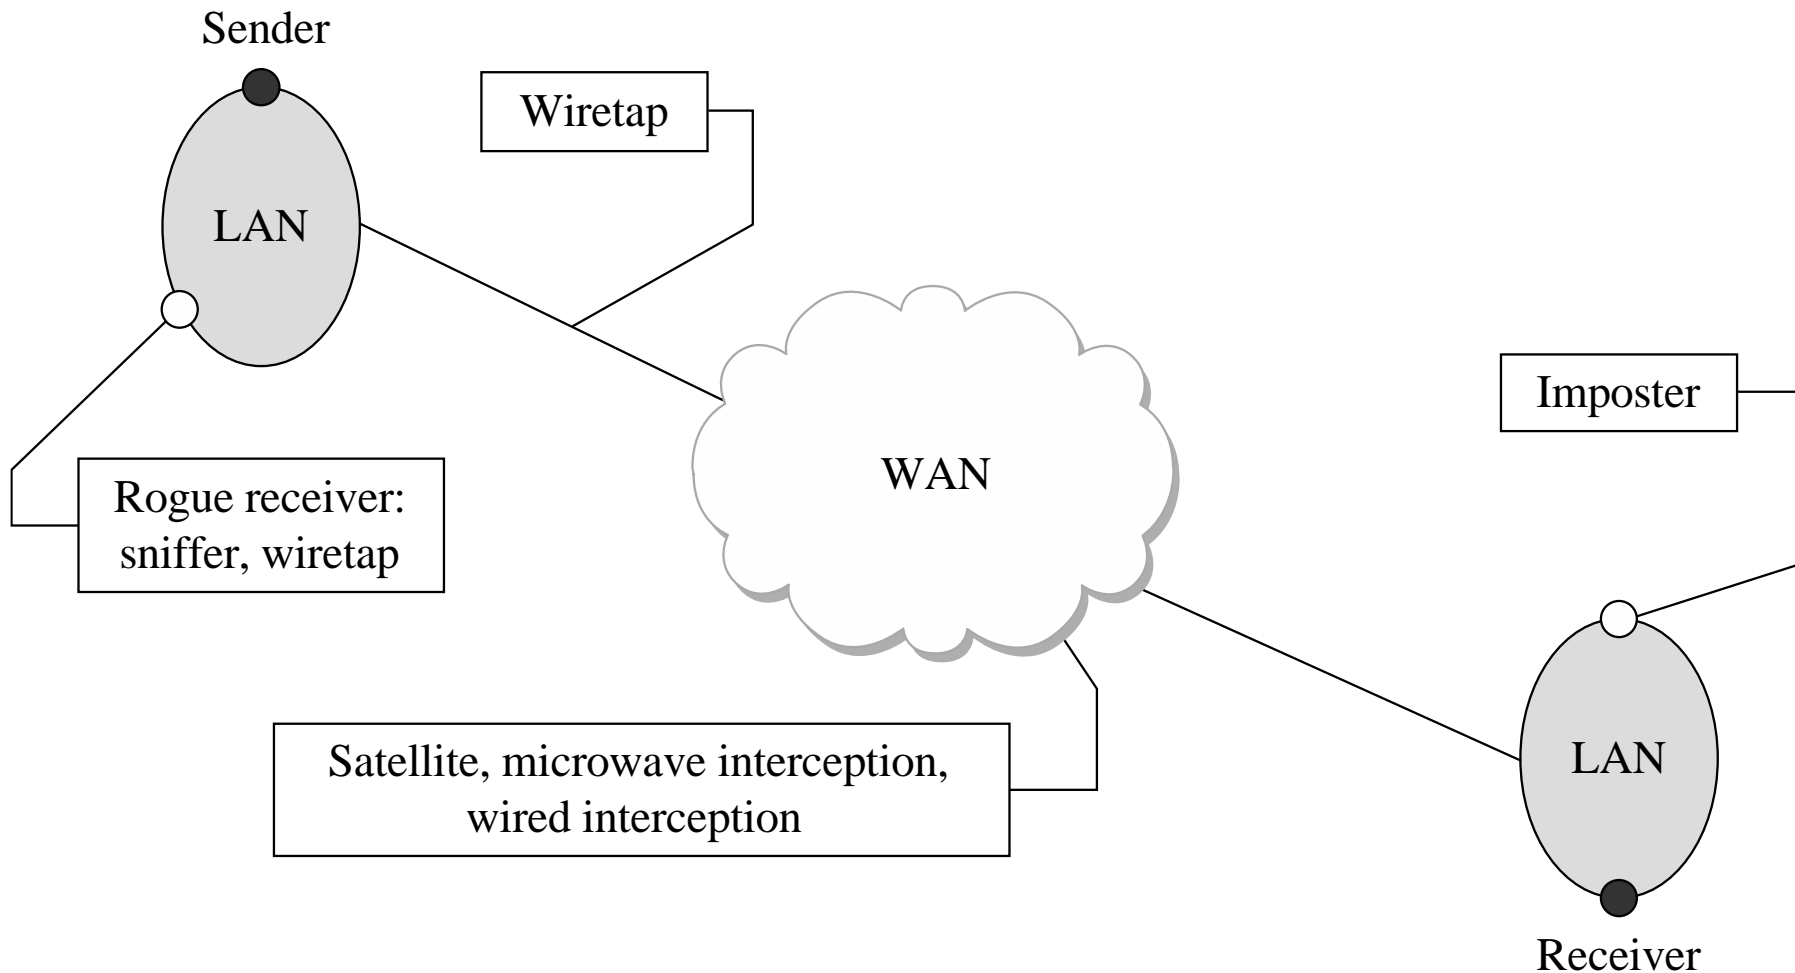 Sender
Wiretap
LAN
WAN
Imposter
Rogue receiver:
sniffer, wiretap
Satellite, microwave interception,
wired interception
LAN
Receiver